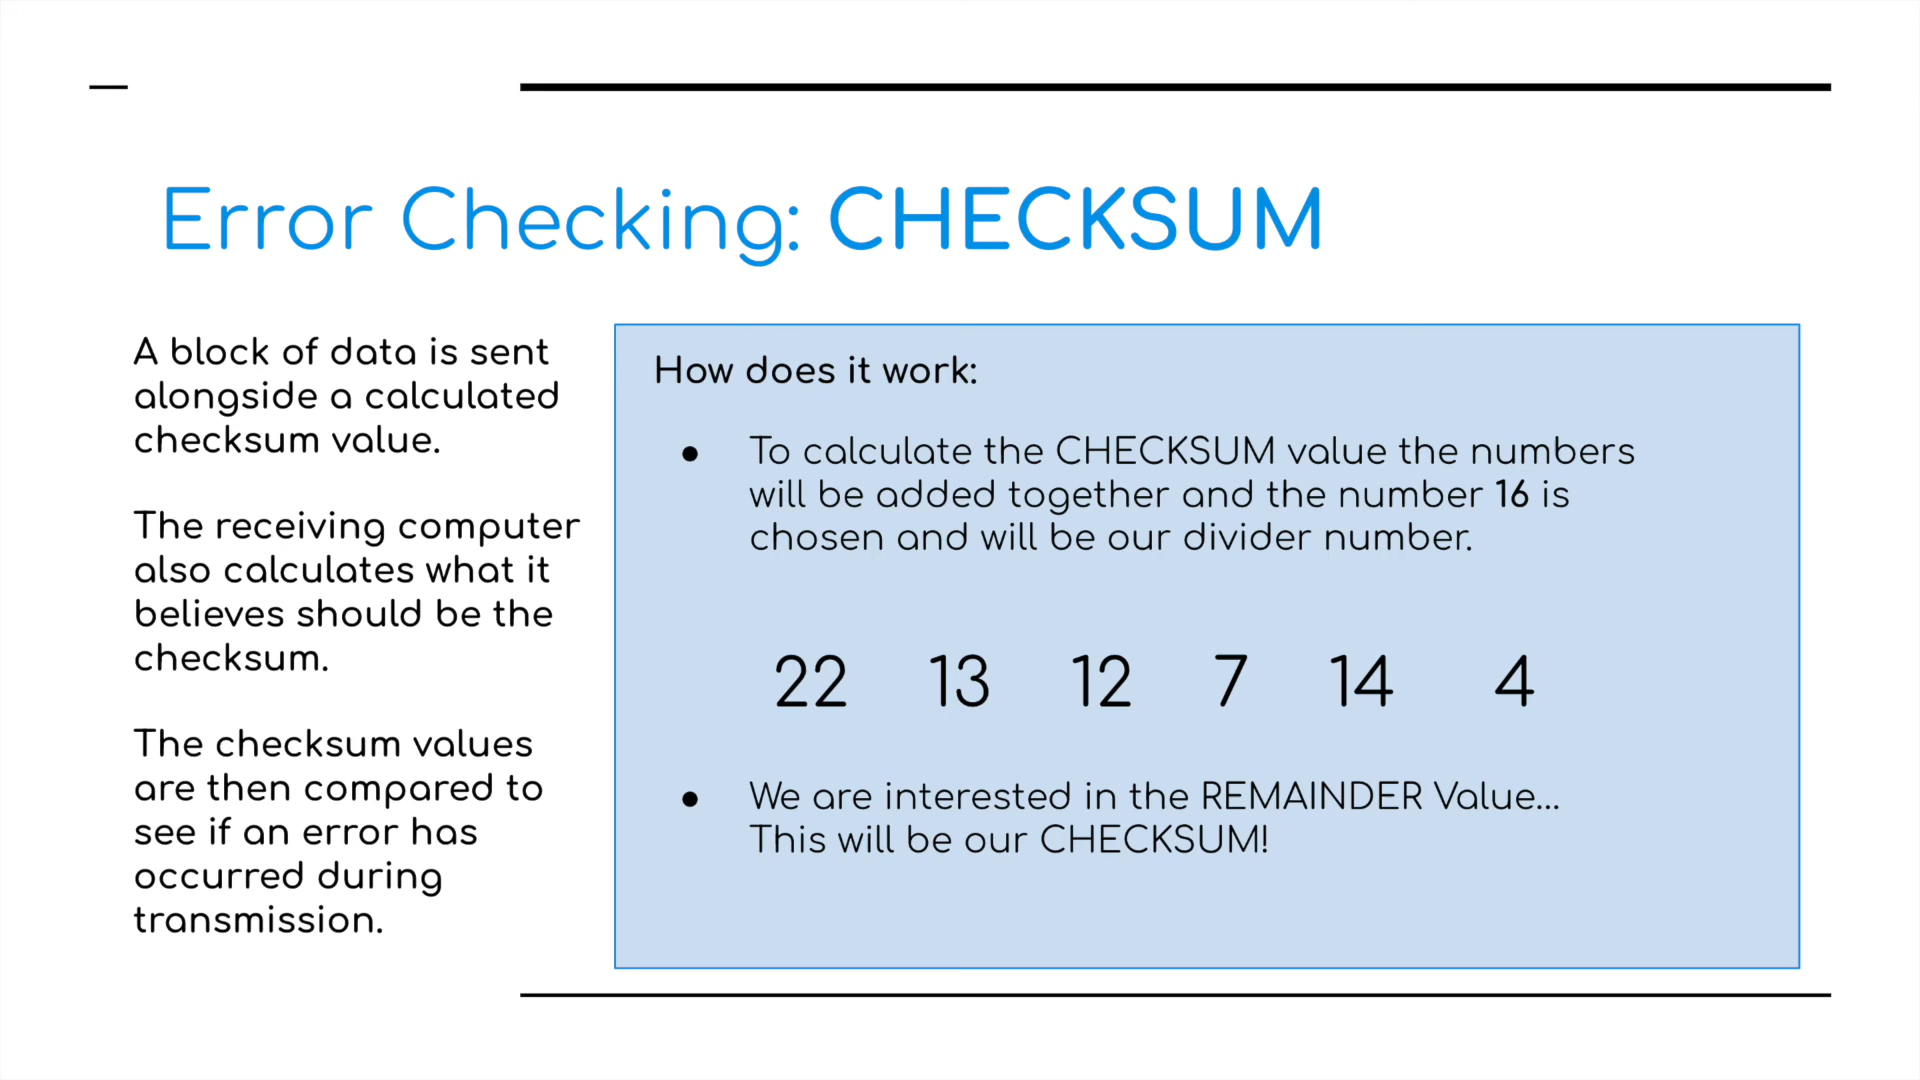 Error Checking: CHECKSUM
A block of data is sent
alongside a calculated
checksum value.
The receiving computer
also calculates what it
believes should be the
checksum.
The checksum values
are then compared to
see if an error has
occurred during
transmission.
How does it work:
● To calculate the CHECKSUM value the numbers
will be added together and the number 16 is
chosen and will be our divider number.
22 13 12 7 14 4
● We are interested in the REMAINDER Value...
This will be our CHECKSUM!